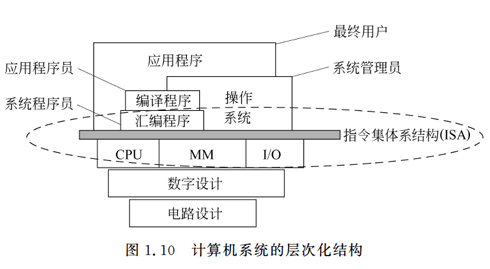 最终用户
应用程序
应用程序员
系统管理员
编译程序
操作
系统
系统程序员
汇编程序
指令集体系结构(ISA)
CPU
MM
I/O
数字设计
电路设计
图 1.10 计算机系统的层次化结构